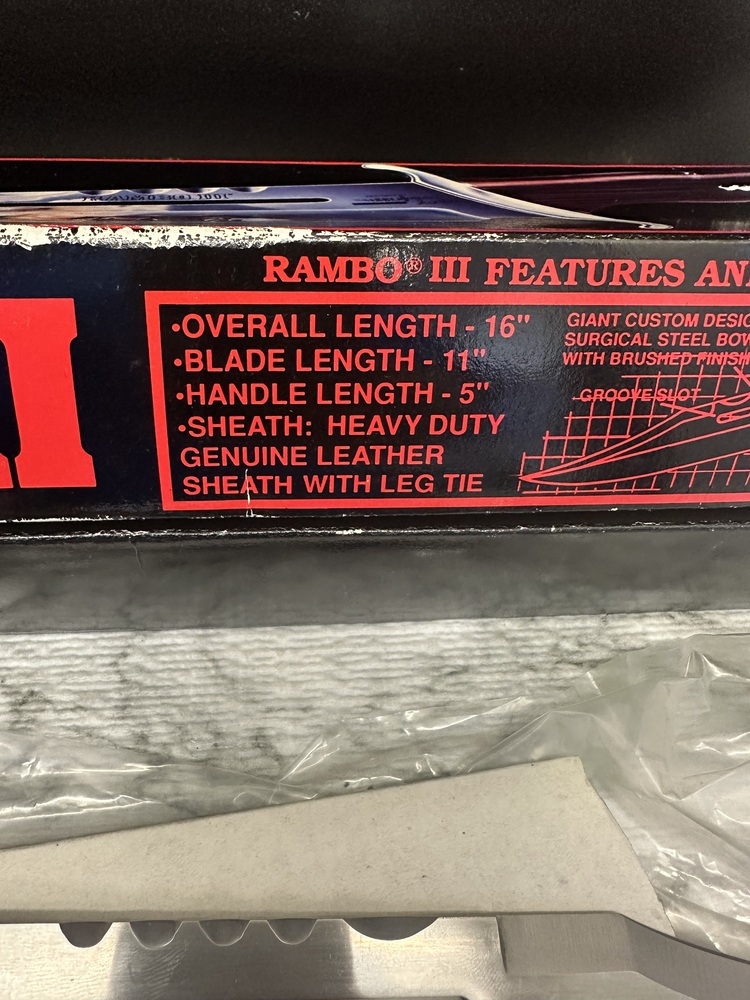 RAMBO® III FEATURES AN
•OVERALL LENGTH - 16"
•BLADE LENGTH - 11"
•HANDLE LENGTH - 5"
•SHEATH: HEAVY DUTY
GENUINE LEATHER
SHEATH WITH LEG TIE
GIANT CUSTOM DESIG
SURGICAL STEEL BOW
WITH BRUSHED FINISH
GROOVE SLOT